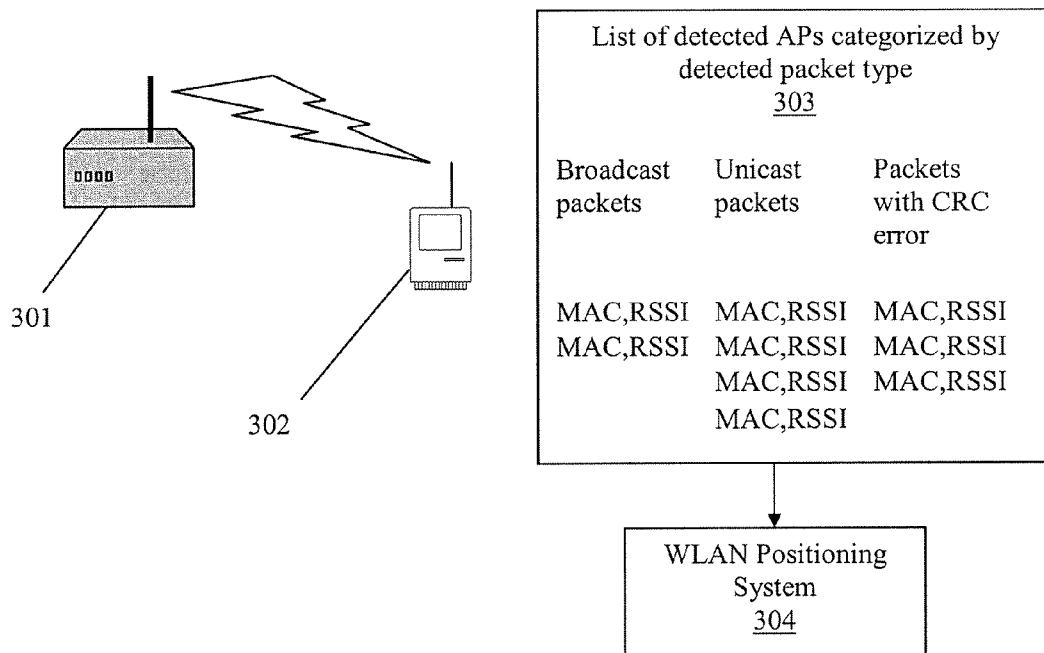 List of detected APs categorized by
detected packet type
303
Broadcast packets
Unicast packets
Packets with CRC error
MAC,RSSI MAC,RSSI MAC,RSSI
MAC,RSSI MAC,RSSI MAC,RSSI
MAC,RSSI MAC,RSSI
MAC,RSSI
301
302
WLAN Positioning
System
304